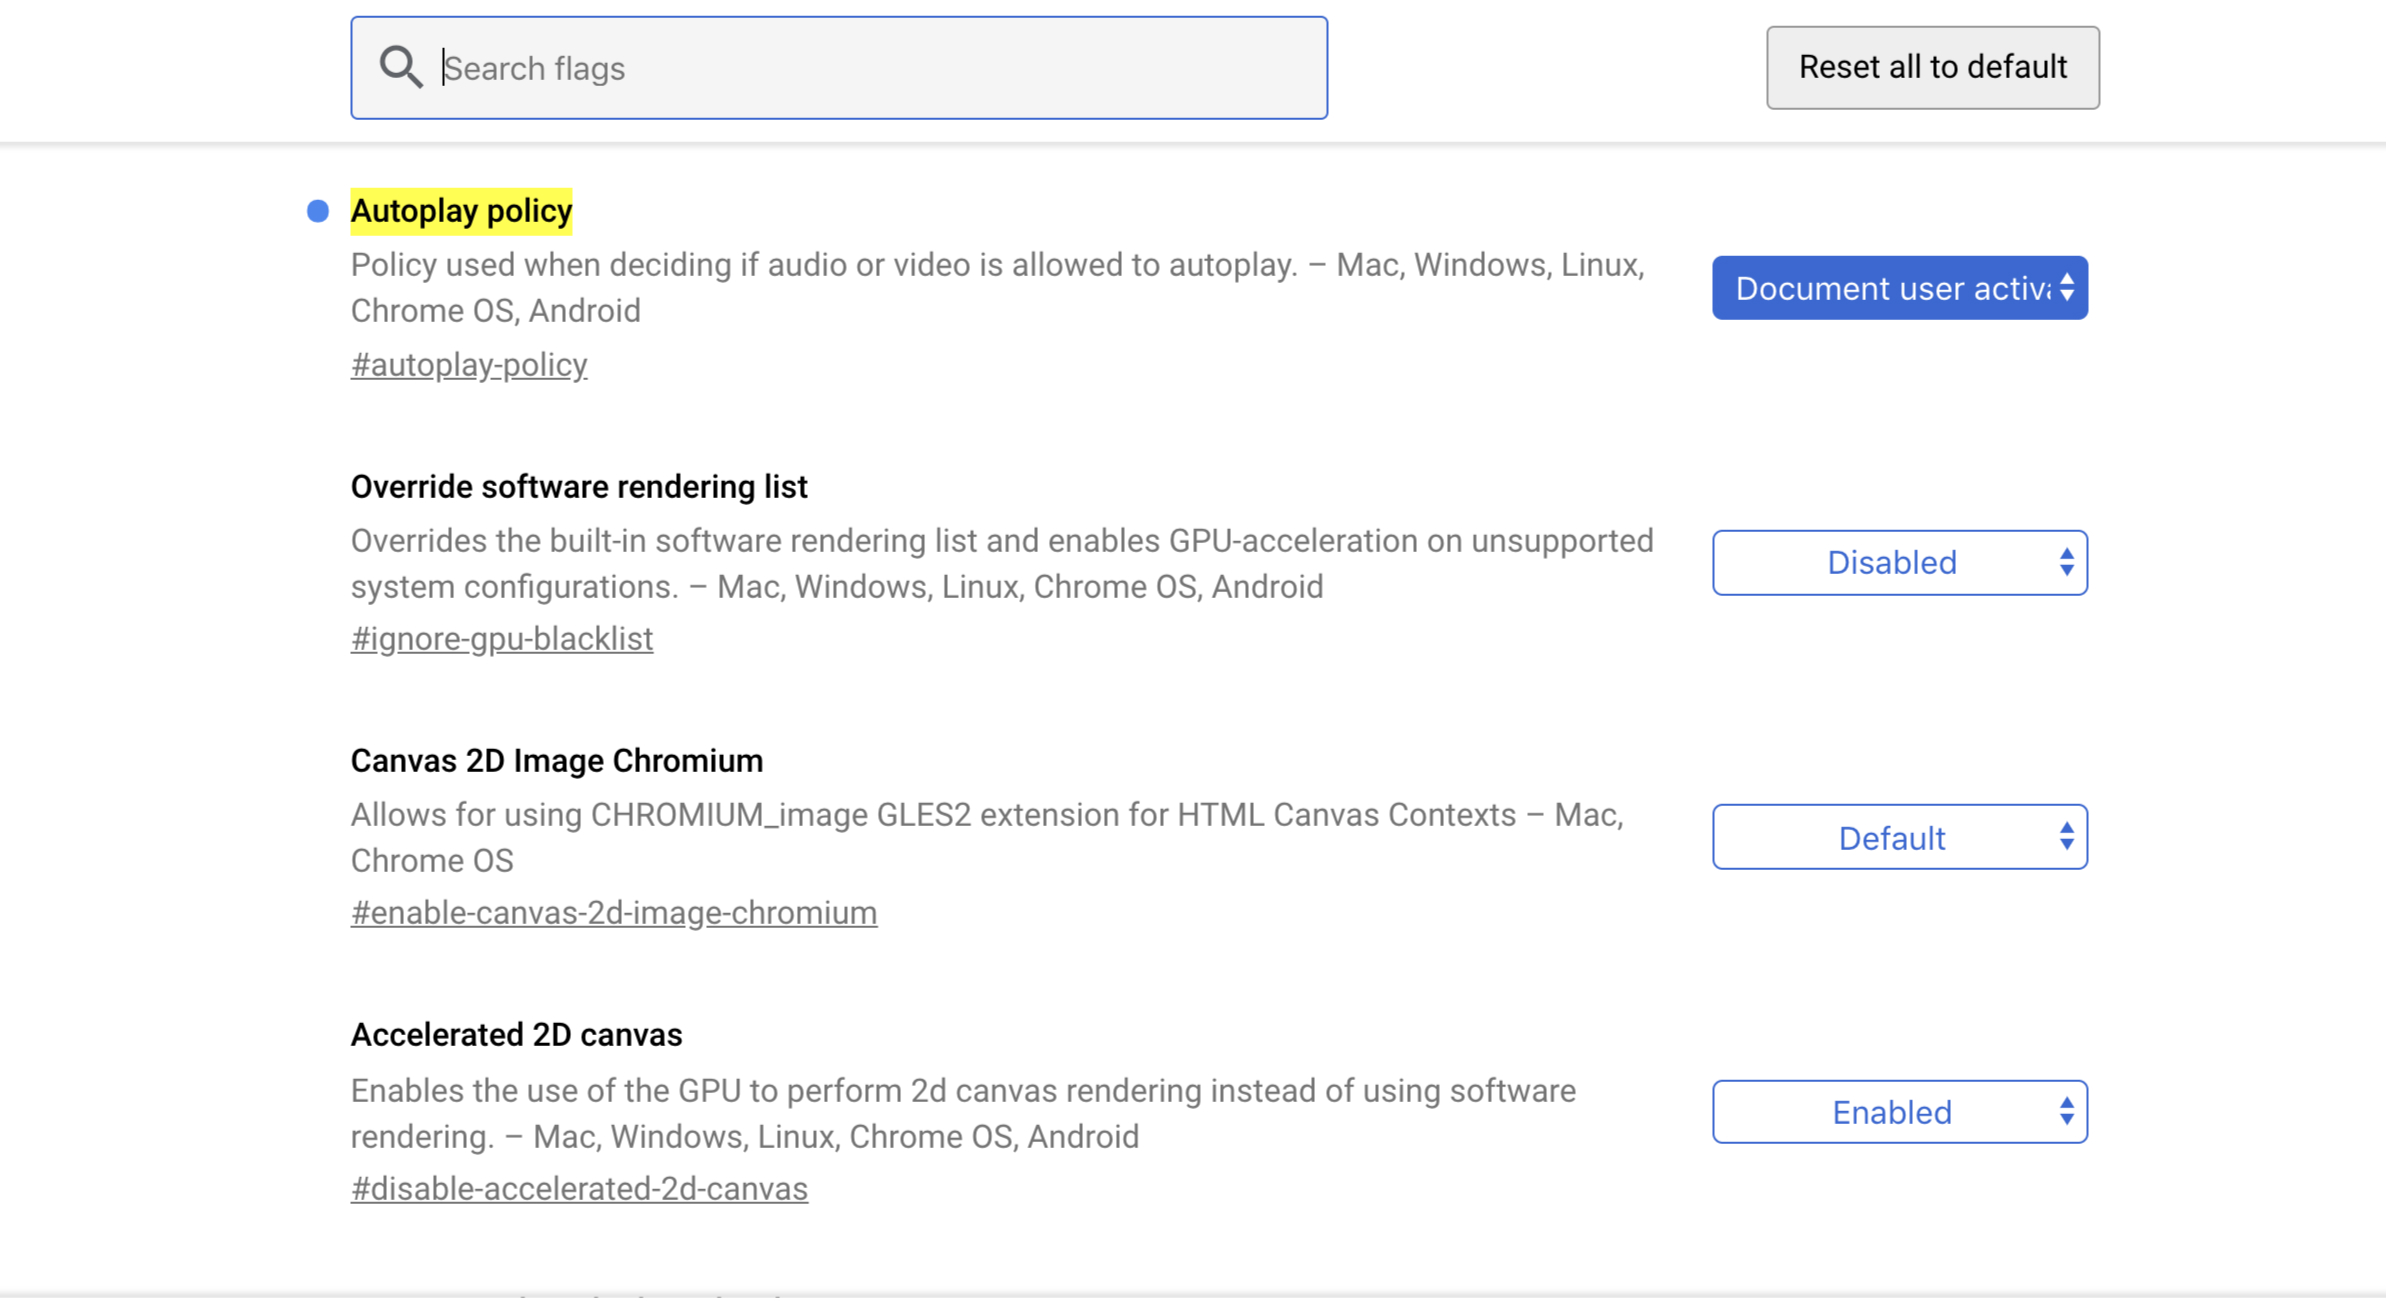 Search flags
Reset all to default
Autoplay policy
Policy used when deciding if audio or video is allowed to autoplay. – Mac, Windows, Linux,
Chrome OS, Android
Document user activ
#autoplay-policy
Override software rendering list
Overrides the built-in software rendering list and enables GPU-acceleration on unsupported
system configurations. – Mac, Windows, Linux, Chrome OS, Android
Disabled
#ignore-gpu-blacklist
Canvas 2D Image Chromium
Allows for using CHROMIUM_image GLES2 extension for HTML Canvas Contexts – Mac,
Chrome OS
Default
#enable-canvas-2d-image-chromium
Accelerated 2D canvas
Enables the use of the GPU to perform 2d canvas rendering instead of using software
rendering. – Mac, Windows, Linux, Chrome OS, Android
Enabled
#disable-accelerated-2d-canvas